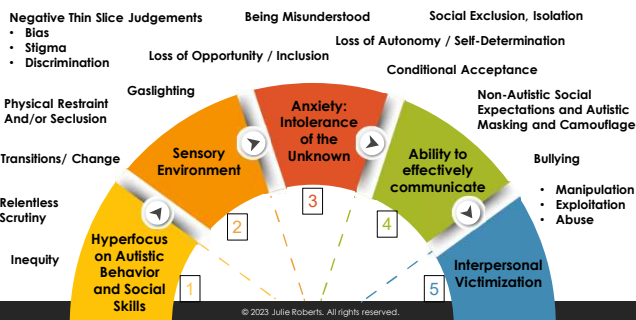 Negative Thin Slice Judgements
• Bias
• Stigma
• Discrimination
Being Misunderstood
Social Exclusion, Isolation
Loss of Opportunity / Inclusion
Loss of Autonomy / Self-Determination
Conditional Acceptance
Gaslighting
Physical Restraint
And/or Seclusion
Non-Autistic Social
Expectations and Autistic
Masking and Camouflage
Transitions/ Change
Bullying
• Manipulation
• Exploitation
• Abuse
Relentless
Scrutiny
Inequity
Hyperfocus
on Autistic
Behavior
and Social
Skills
1
Sensory
Environment
2
Anxiety:
Intolerance
of the
Unknown
3
Ability to
effectively
communicate
4
Interpersonal
Victimization
5
© 2023 Julie Roberts. All rights reserved.